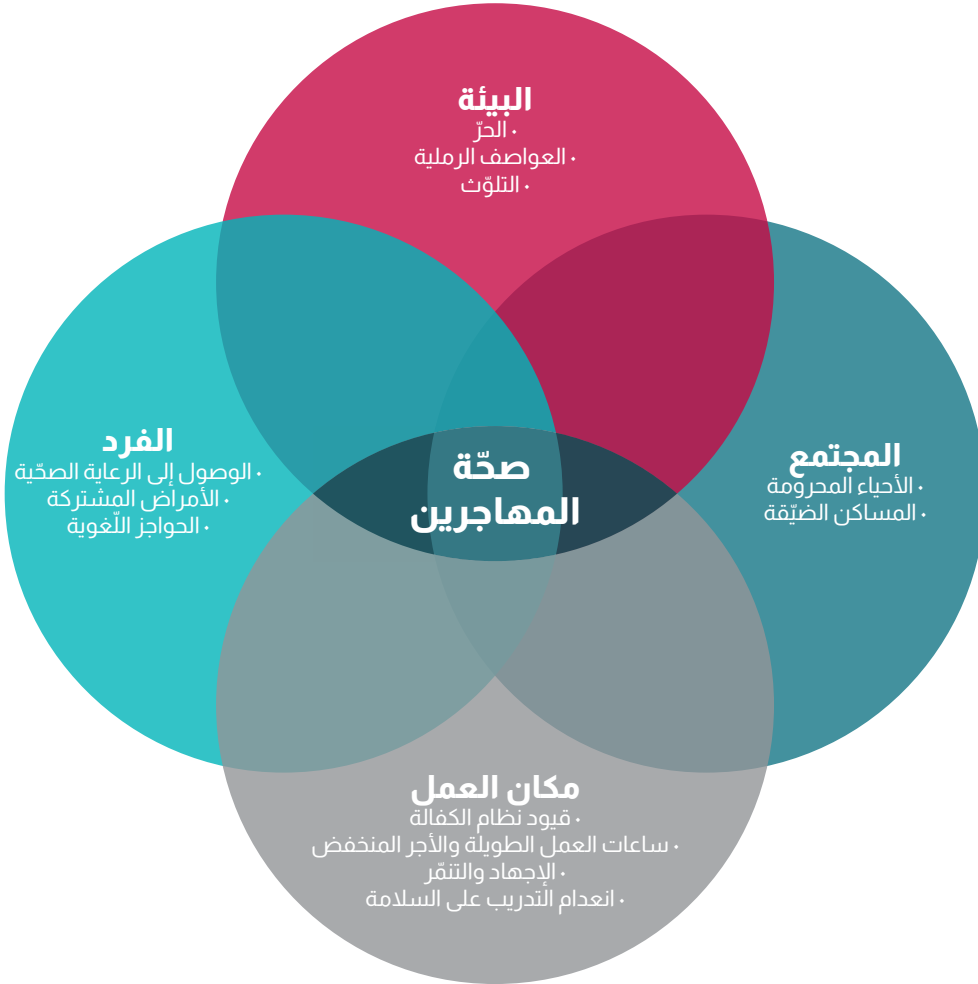 البيئة
· الحرّ
· العواصف الرملية
· التلوّث
المجتمع
· الأحياء المحرومة
· المساكن الضيّقة
صحّة
المهاجرين
الفرد
· الوصول إلى الرعاية الصحّية
· الأمراض المشتركة
· الحواجز اللّغوية
مكان العمل
· قيود نظام الكفالة
· ساعات العمل الطويلة والأجر المنخفض
· الإجهاد والتنمّر
· انعدام التدريب على السلامة